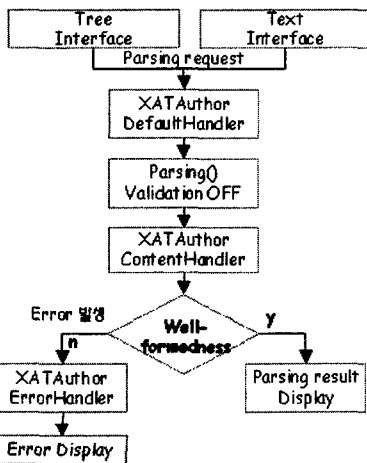 Tree
Interface
Text
Interface
Parsing request
XATAuthor
DefaultHandler
Parsing()
Validation OFF
XATAuthor
ContentHandler
Error 발생
Well-
formedness
n
y
XATAuthor
ErrorHandler
Parsing result
Display
Error Display